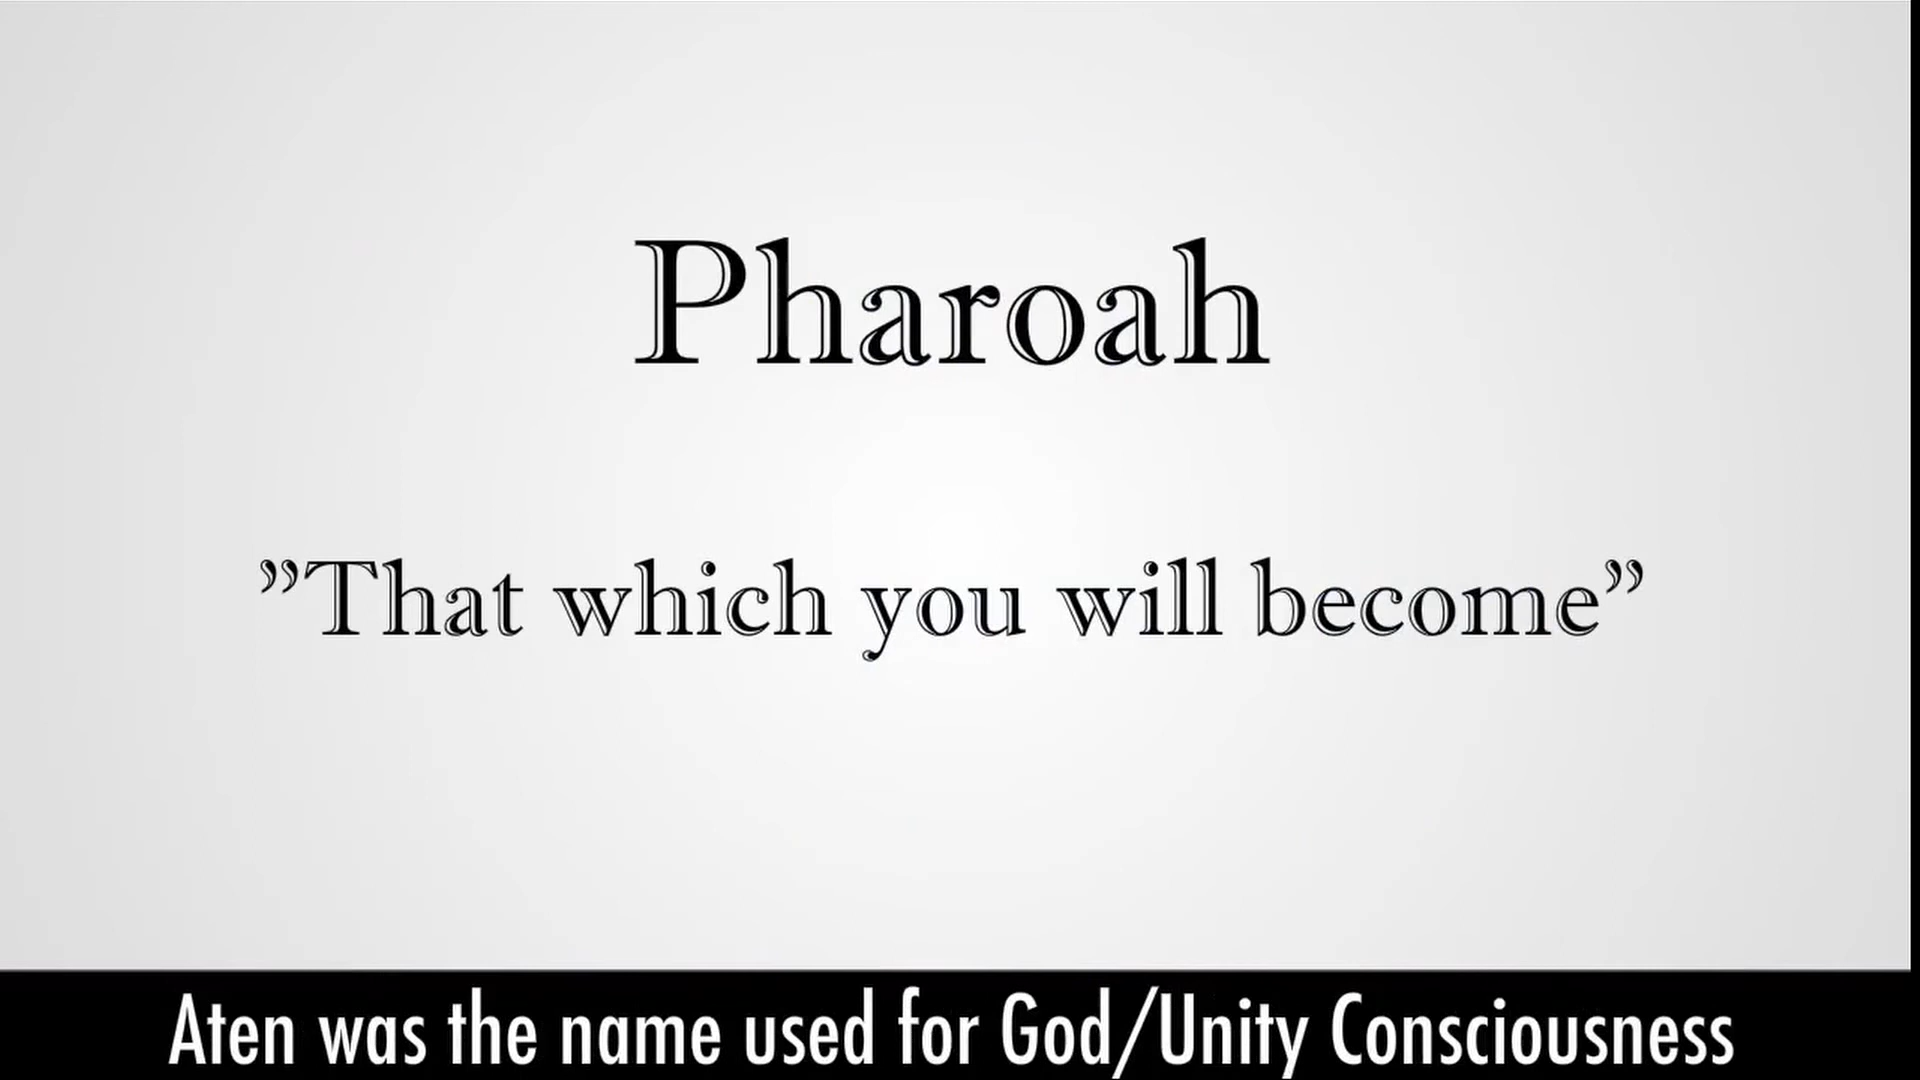 Pharoah
”That which you will become”
Aten was the name used for God/Unity Consciousness